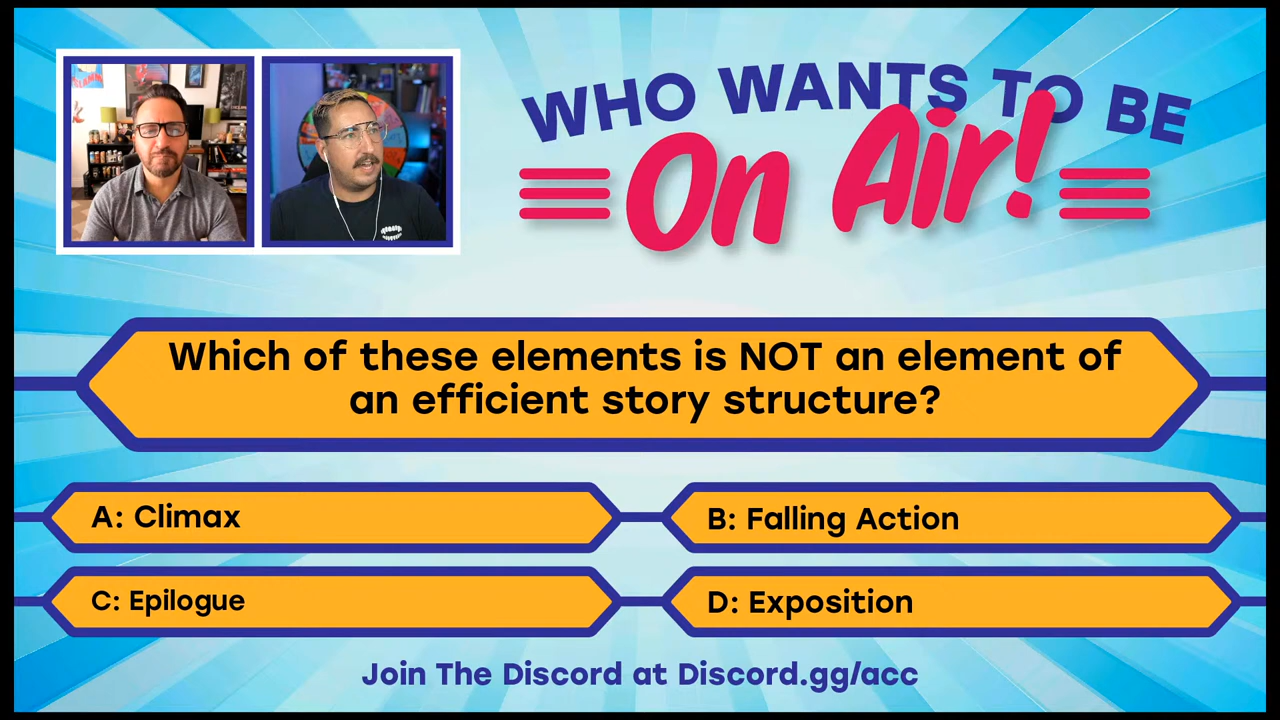 WHO WANTS TO BE
On Air!
Which of these elements is NOT an element of
an efficient story structure?
A: Climax
B: Falling Action
C: Epilogue
D: Exposition
Join The Discord at Discord.gg/acc